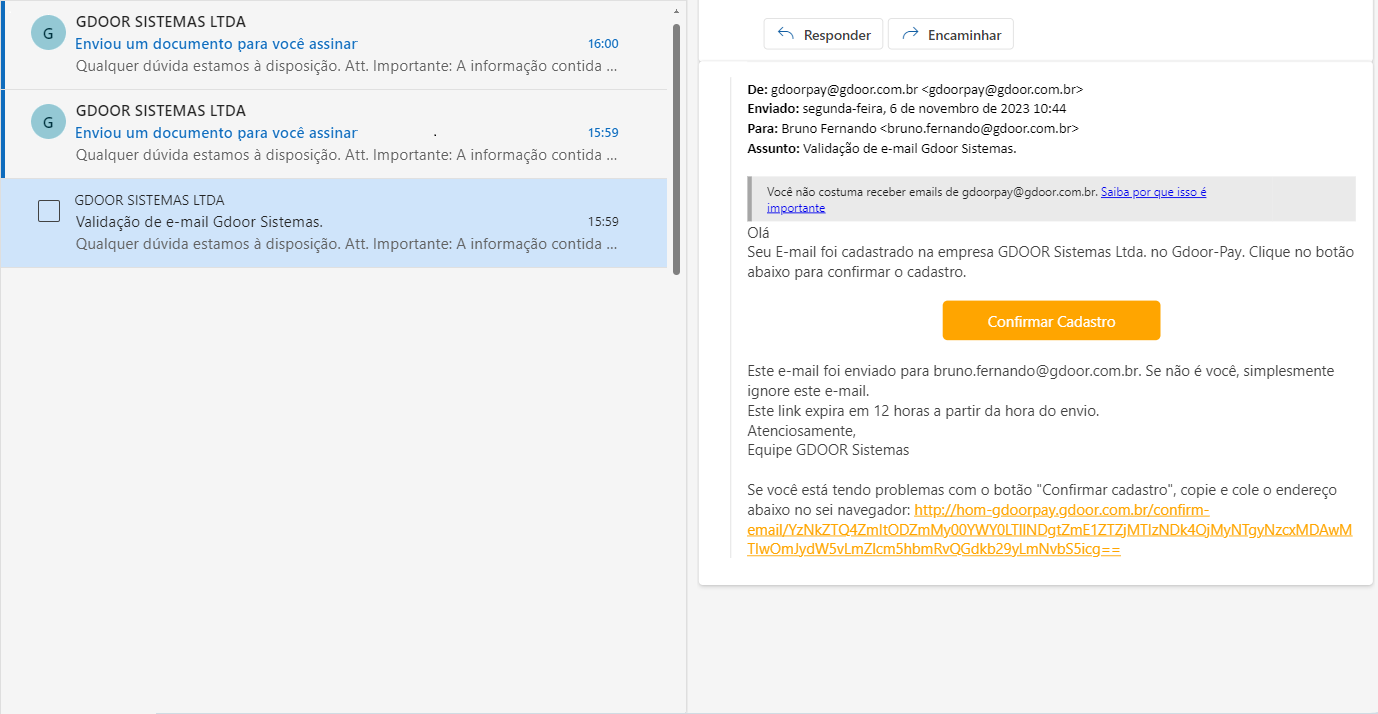 G
GDOOR SISTEMAS LTDA
Enviou um documento para você assinar
16:00
Qualquer dúvida estamos à disposição. Att. Importante: A informação contida ...
G
GDOOR SISTEMAS LTDA
Enviou um documento para você assinar
.
15:59
Qualquer dúvida estamos à disposição. Att. Importante: A informação contida ...
GDOOR SISTEMAS LTDA
Validação de e-mail Gdoor Sistemas.
15:59
Qualquer dúvida estamos à disposição. Att. Importante: A informação contida ...
Responder
Encaminhar
De: gdoorpay@gdoor.com.br <gdoorpay@gdoor.com.br>
Enviado: segunda-feira, 6 de novembro de 2023 10:44
Para: Bruno Fernando <bruno.fernando@gdoor.com.br>
Assunto: Validação de e-mail Gdoor Sistemas.
Você não costuma receber emails de gdoorpay@gdoor.com.br. Saiba por que isso é
importante
Olá
Seu E-mail foi cadastrado na empresa GDOOR Sistemas Ltda. no Gdoor-Pay. Clique no botão
abaixo para confirmar o cadastro.
Confirmar Cadastro
Este e-mail foi enviado para bruno.fernando@gdoor.com.br. Se não é você, simplesmente
ignore este e-mail.
Este link expira em 12 horas a partir da hora do envio.
Atenciosamente,
Equipe GDOOR Sistemas
Se você está tendo problemas com o botão "Confirmar cadastro", copie e cole o endereço
abaixo no sei navegador: http://hom-gdoorpay.gdoor.com.br/confirm-
email/YzNkZTQ4ZmItODZmMy00YWY0LTllNDgtZmE1ZTZjMTIzNDk4OjMyNTgyNzcxMDAwM
TIwOmJydW5vLmZlcm5hbmRvQGdkb29yLmNvbS5icg==